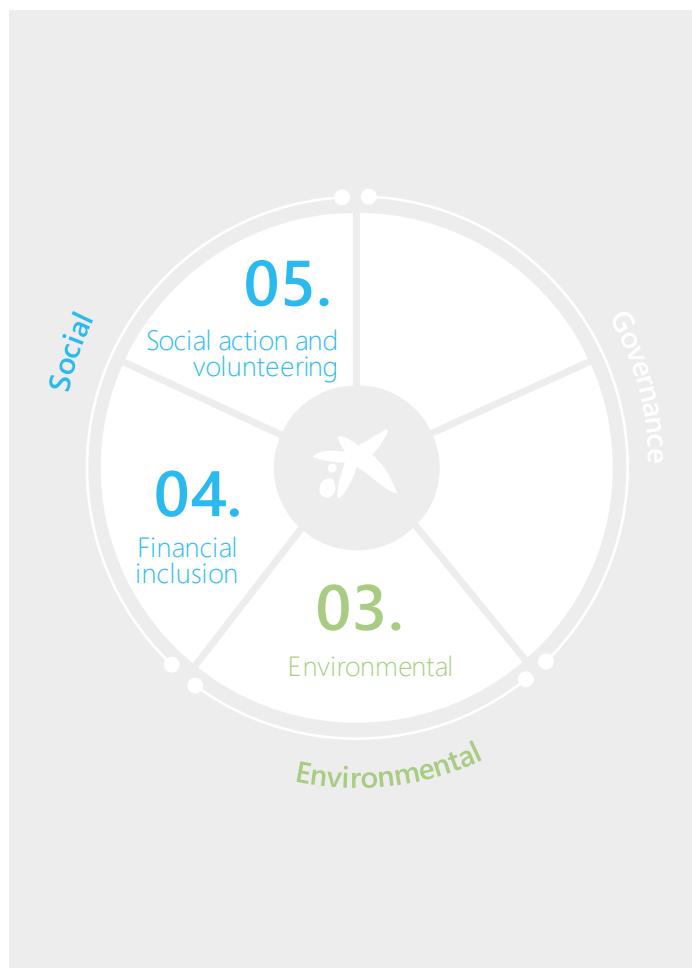 05.
Social action and
volunteering
Social
Governance
04.
Financial
inclusion
03.
Environmental
Environmental